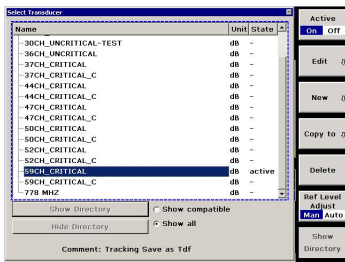 Select Transducer
Name Unit State
30CH_UNCRITICAL-TEST dB -
36CH_UNCRITICAL dB -
37CH_CRITICAL dB -
37CH_CRITICAL_C dB -
44CH_CRITICAL dB -
44CH_CRITICAL_C dB -
47CH_CRITICAL dB -
47CH_CRITICAL_C dB -
50CH_CRITICAL dB -
50CH_CRITICAL_C dB -
52CH_CRITICAL dB -
52CH_CRITICAL_C dB -
59CH_CRITICAL dB active
59CH_CRITICAL_C dB -
778 MHZ dB -
Show Directory
Show compatible
Hide Directory
Show all
Comment: Tracking Save as Tdf
Active
On Off
Edit
New
Copy to
Delete
Ref Level
Adjust
Man Auto
Show
Directory